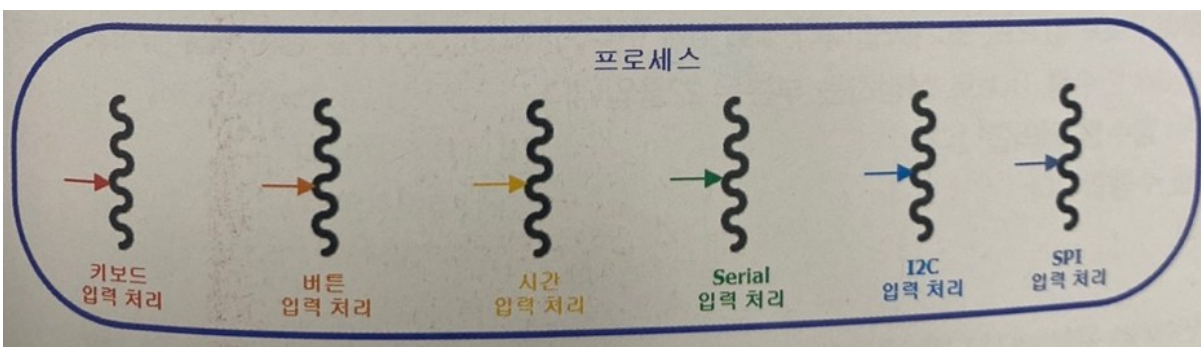 프로세스
키보드
입력 처리
버튼
입력 처리
시간
입력 처리
Serial
입력 처리
I2C
입력 처리
SPI
입력 처리